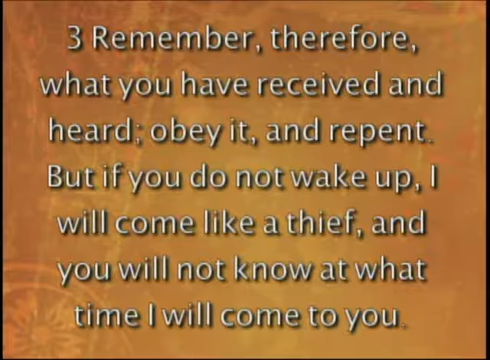 3 Remember, therefore,
what you have received and
heard; obey it, and repent.
But if you do not wake up, I
will come like a thief, and
you will not know at what
time I will come to you.